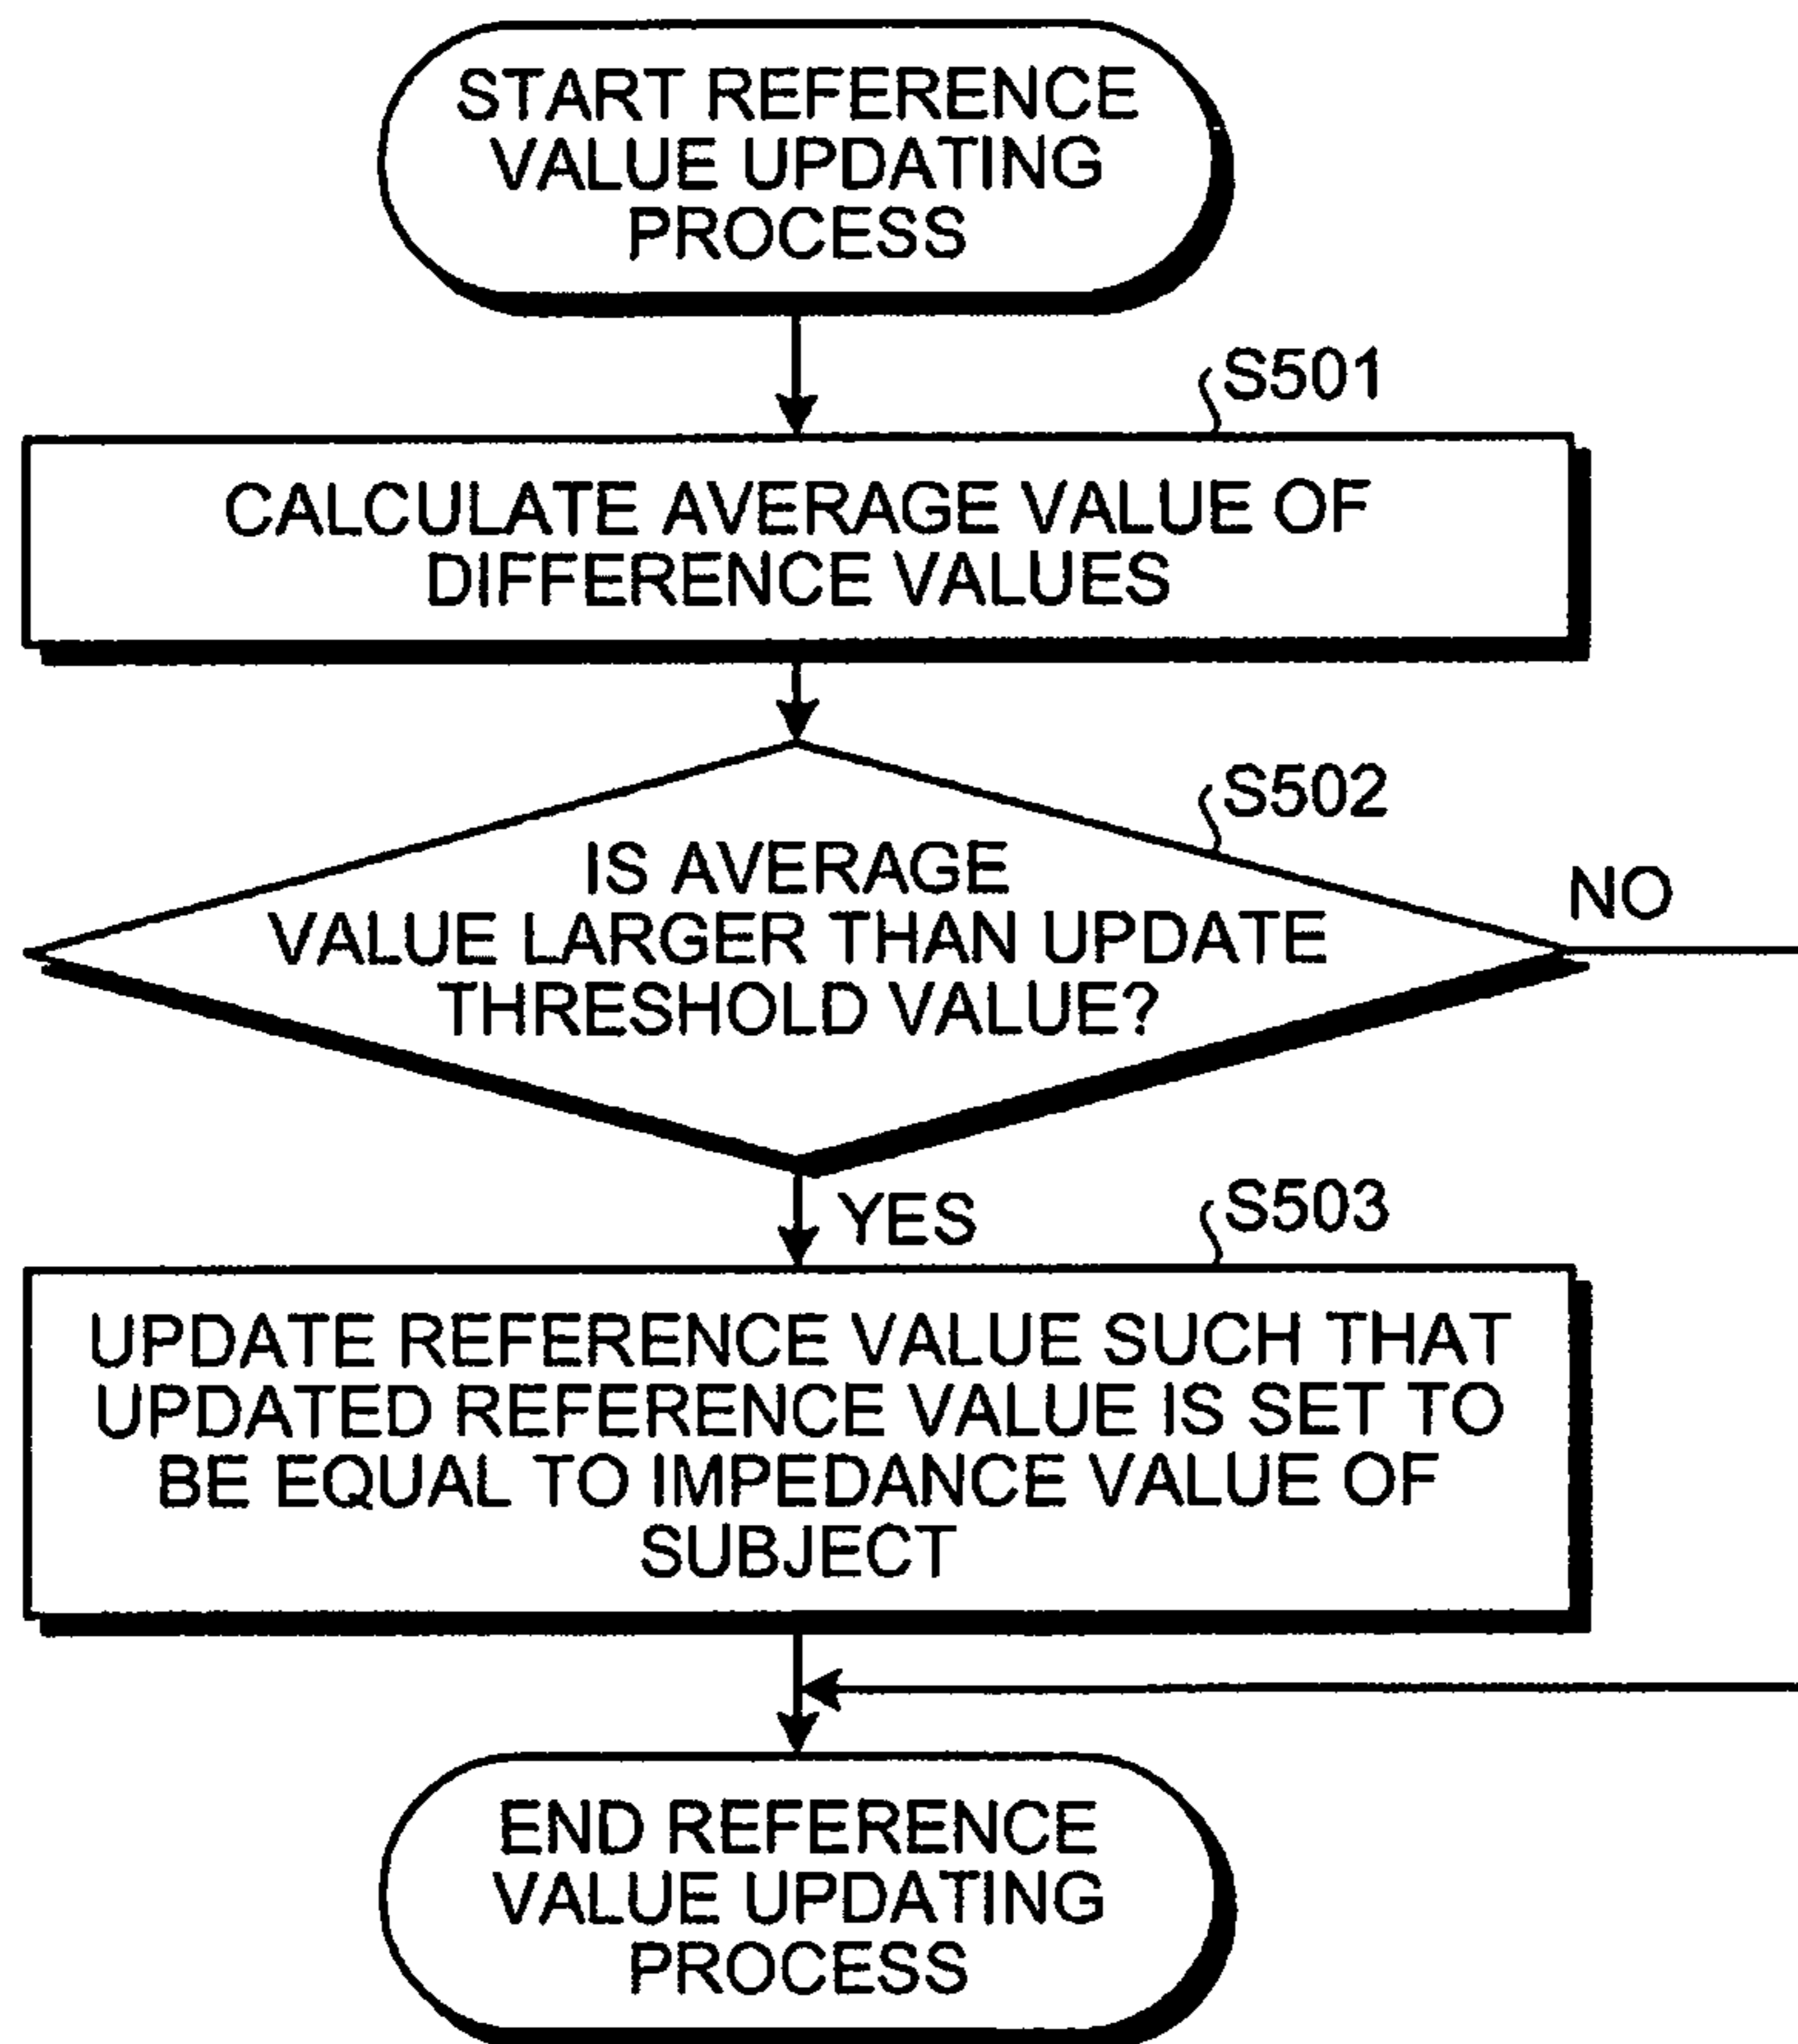 START REFERENCE
VALUE UPDATING
PROCESS
S501
CALCULATE AVERAGE VALUE OF
DIFFERENCE VALUES
S502
IS AVERAGE
VALUE LARGER THAN UPDATE
THRESHOLD VALUE?
NO
YES
S503
UPDATE REFERENCE VALUE SUCH THAT
UPDATED REFERENCE VALUE IS SET TO
BE EQUAL TO IMPEDANCE VALUE OF
SUBJECT
END REFERENCE
VALUE UPDATING
PROCESS